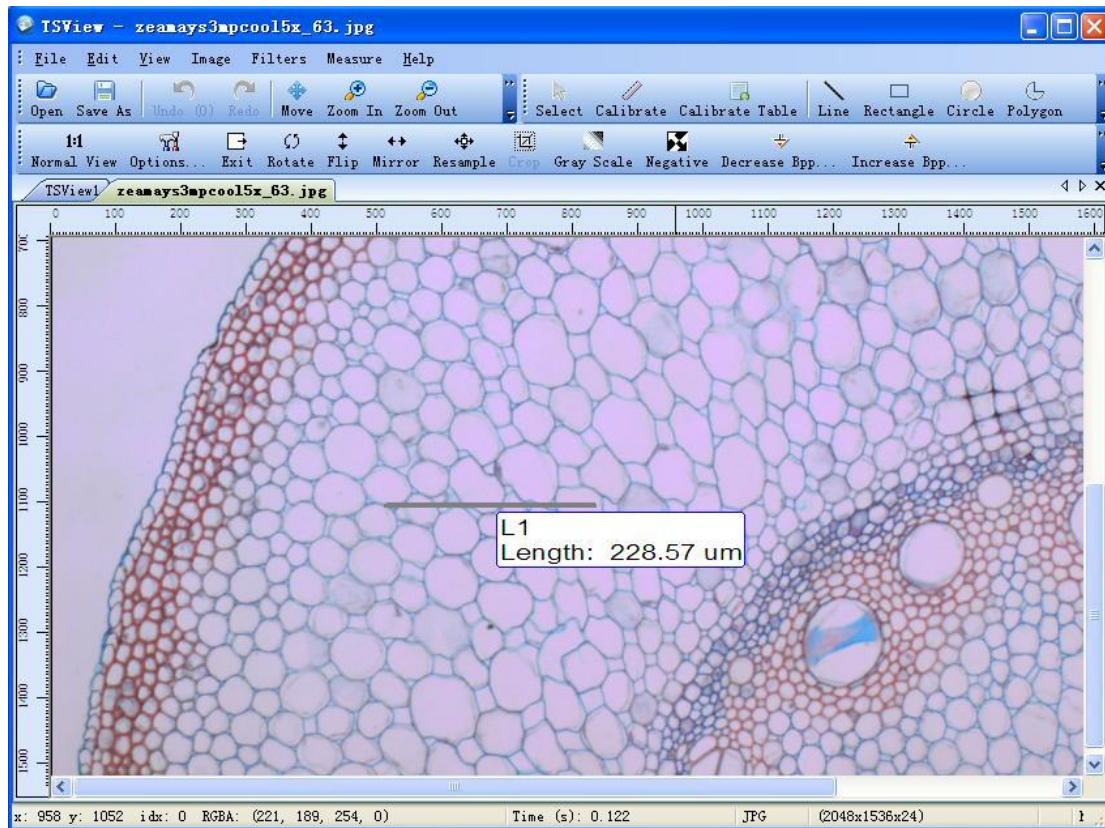 TSView - zeamays3mpcool5x_63.jpg
File Edit View Image Filters Measure Help
Open Save As Undo (0) Redo Move Zoom In Zoom Out Select Calibrate Calibrate Table Line Rectangle Circle Polygon
1:1
Normal View Options... Exit Rotate Flip Mirror Resample Crop Gray Scale Negative Decrease Bpp... Increase Bpp...
TSView1 zeamays3mpcool5x_63.jpg
0 100 200 300 400 500 600 700 800 900 1000 1100 1200 1300 1400 1500 1600
700
800
900
1000
1100
1200
1300
1400
1500
L1
Length: 228.57 um
x: 958 y: 1052 idx: 0 RGBA: (221, 189, 254, 0) Time (s): 0.122 JPG (2048x1536x24)